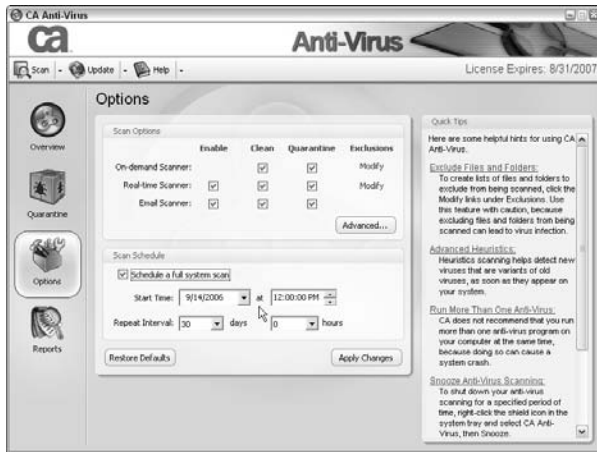 CA Anti-Virus
ca
Anti-Virus
Scan
Update
Help
License Expires: 8/31/2007
Overview
Quarantine
Options
Reports
Options
Scan Options
Enable Clean Quarantine Exclusions
On-demand Scanner: Modify
Real-time Scanner: Modify
Email Scanner:
Advanced...
Scan Schedule
Schedule a full system scan
Start Time: 9/14/2006 at 12:00:00 PM
Repeat Interval: 30 days 0 hours
Restore Defaults
Apply Changes
Quick Tips
Here are some helpful hints for using CA
Anti-Virus.
Exclude Files and Folders:
To create lists of files and folders to
exclude from being scanned, click the
Modify links under Exclusions. Use
this feature with caution, because
excluding files and folders from being
scanned can lead to virus infection.
Advanced Heuristics:
Heuristics scanning helps detect new
viruses that are variants of old
viruses, as soon as they appear on
your system.
Run More Than One Anti-Virus:
CA does not recommend that you run
more than one anti-virus program on
your computer at the same time,
because doing so can cause a
system crash.
Snooze Anti-Virus Scanning:
To shut down your anti-virus
scanning for a specified period of
time, right-click the shield icon in the
system tray and select CA Anti-
Virus, then Snooze.